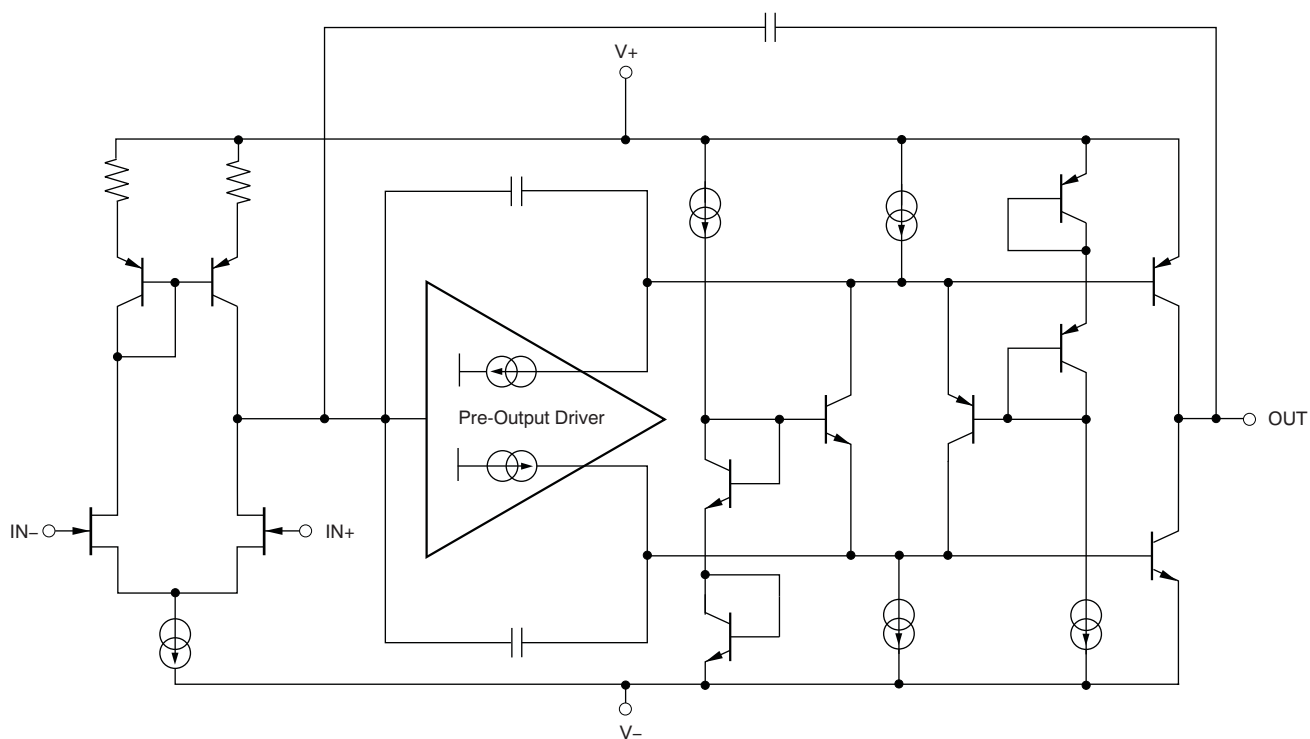 V+
Pre-Output Driver
OUT
IN–
IN+
V–